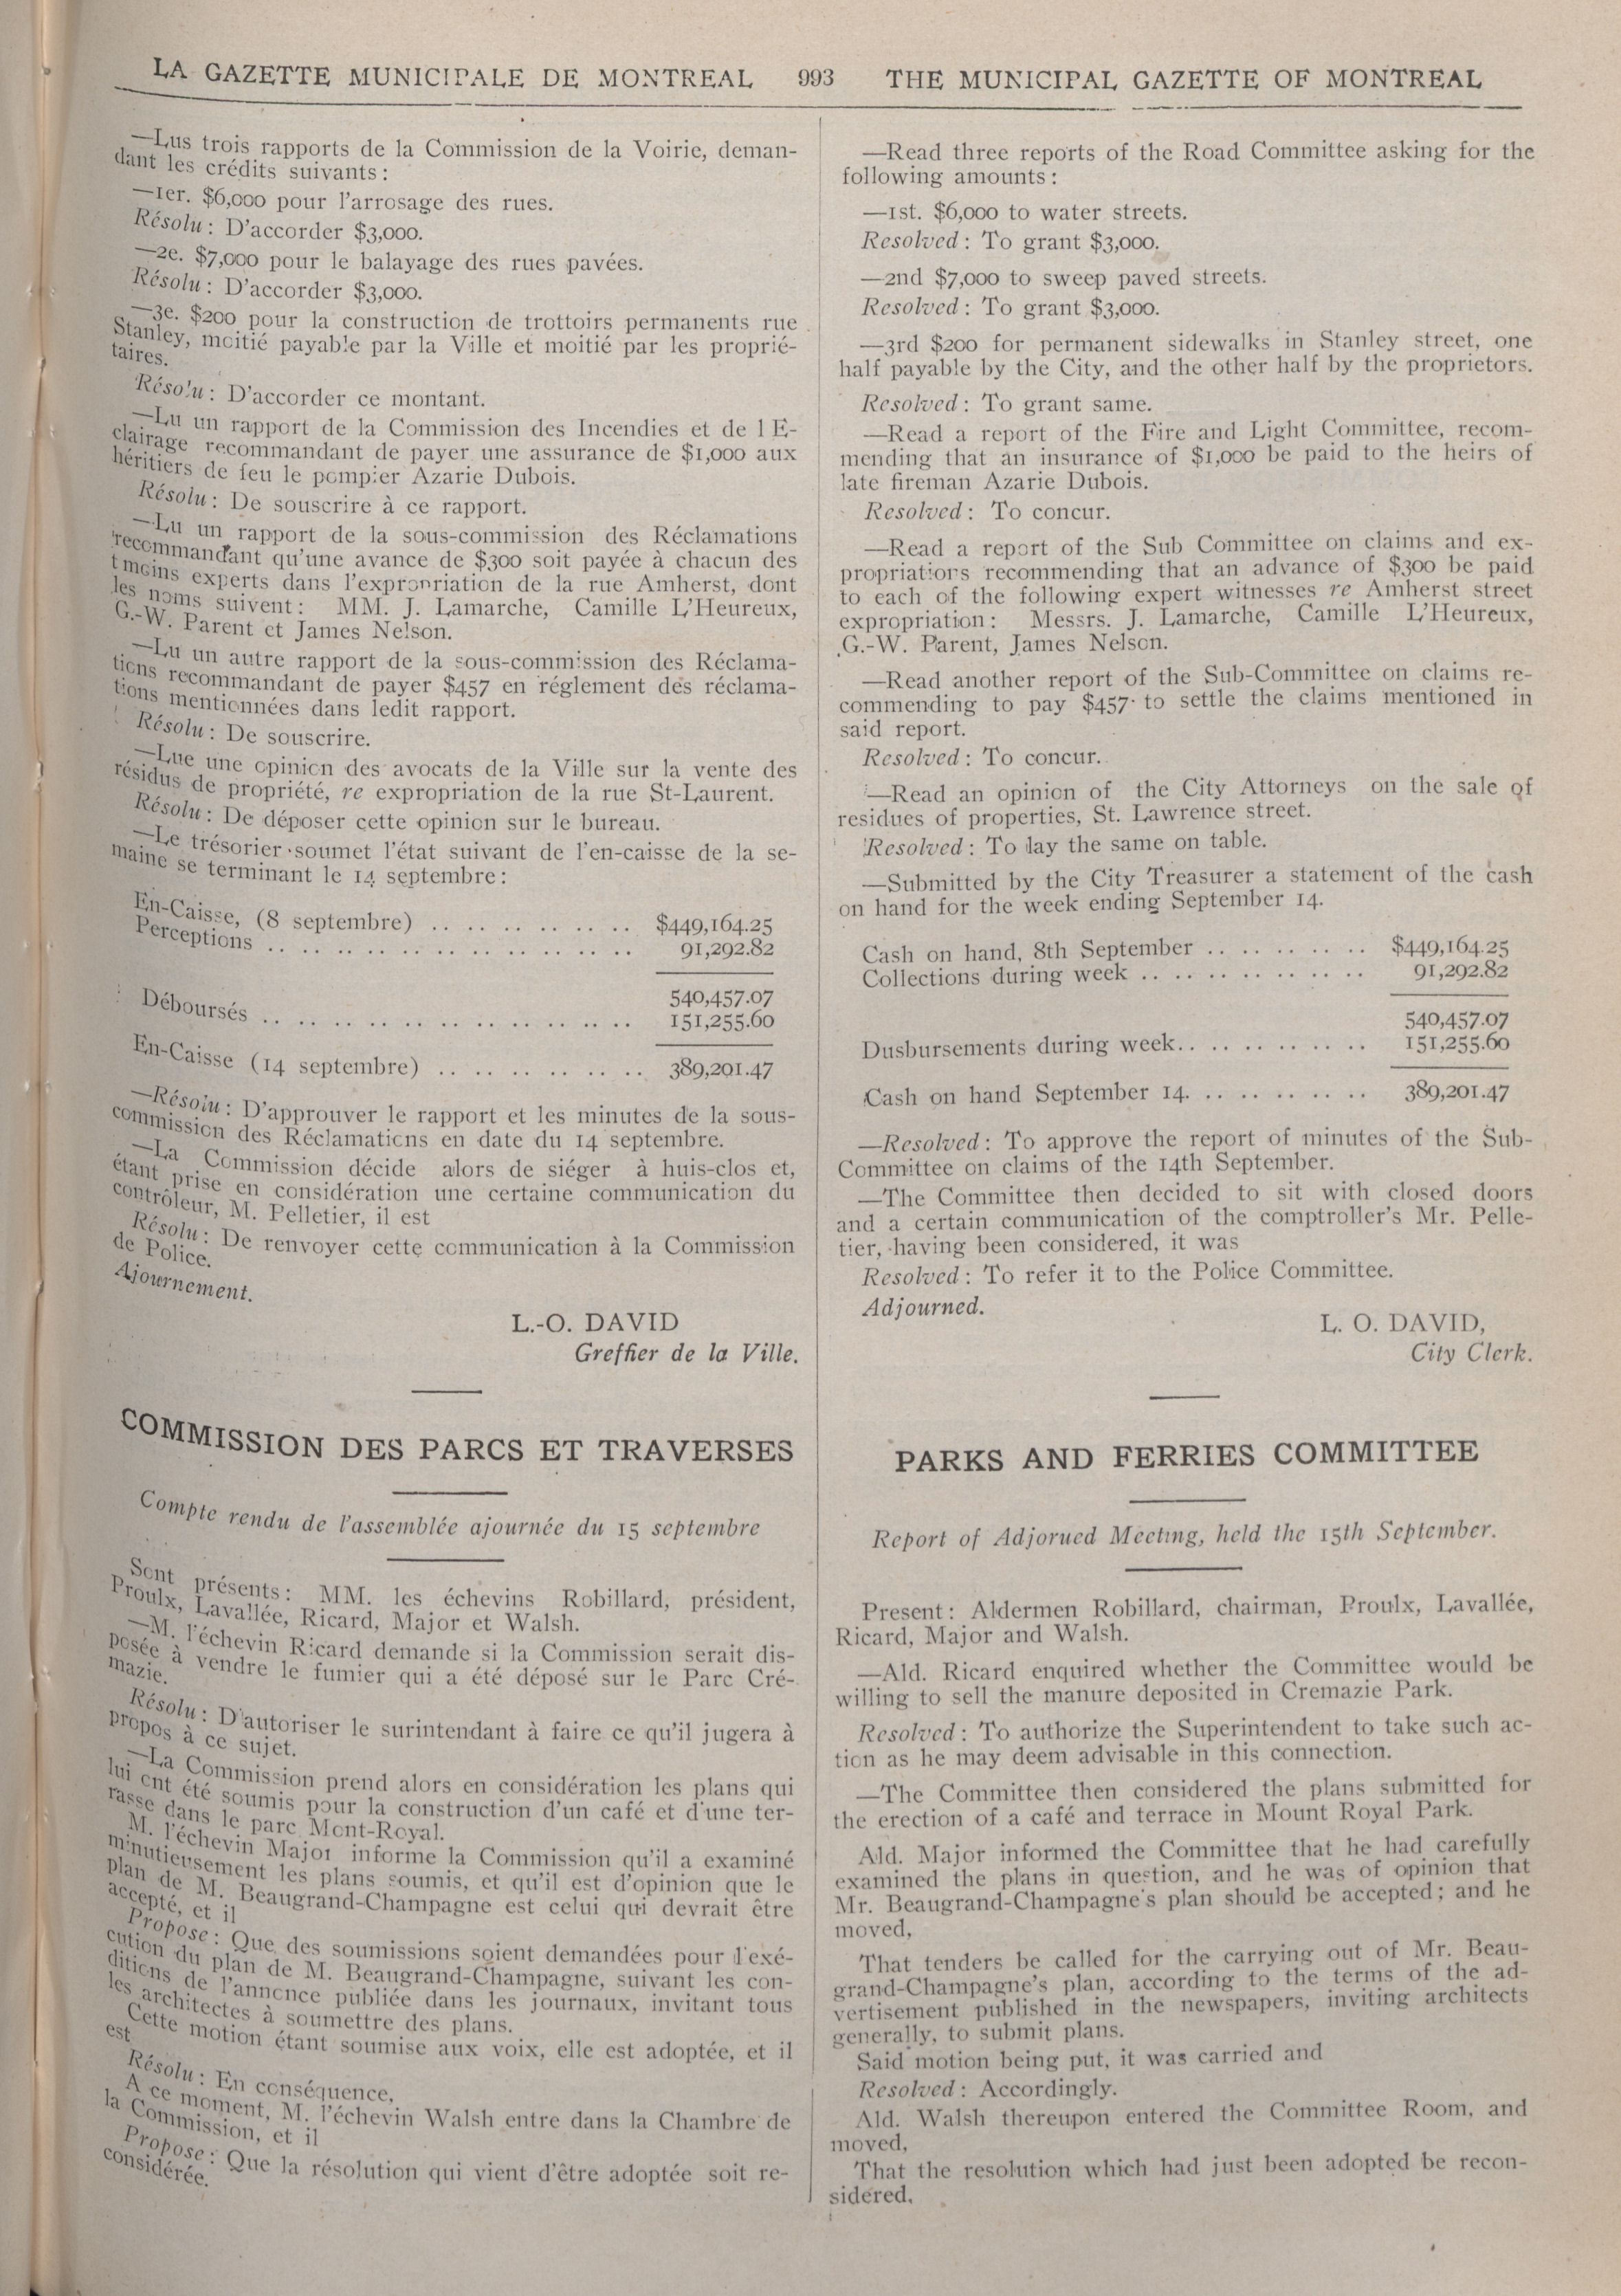 LA GAZETTE MUNICIPALE DE MONTREAL 993 THE MUNICIPAL GAZETTE OF MONTREAL
—Lus trois rapports de la Commission de la Voirie, deman-
dant les crédits suivants:
—1er. $6,000 pour l'arrosage des rues.
Résolu: D'accorder $3,000.
—2e. $7,000 pour le balayage des rues pavées.
Résolu: D'accorder $3,000.
—3e. $200 pour la construction de trottoirs permanents rue
Stanley, moitié payable par la Ville et moitié par les proprié-
taires.
Résolu: D'accorder ce montant.
—Lu un rapport de la Commission des Incendies et de l E-
clairage recommandant de payer une assurance de $1,000 aux
héritiers de feu le pompier Azarie Dubois.
Résolu: De souscrire à ce rapport.
—Lu un rapport de la sous-commission des Réclamations
recommandant qu'une avance de $300 soit payée à chacun des
tmoins experts dans l'expropriation de la rue Amherst, dont
les noms suivent: MM. J. Lamarche, Camille L'Heureux,
G.-W. Parent et James Nelson.
—Lu un autre rapport de la sous-commission des Réclama-
tions recommandant de payer $457 en réglement des réclama-
tions mentionnées dans ledit rapport.
Résolu: De souscrire.
—Lue une opinion des avocats de la Ville sur la vente des
résidus de propriété, re expropriation de la rue St-Laurent.
Résolu: De déposer cette opinion sur le bureau.
—Le trésorier soumet l'état suivant de l'en-caisse de la se-
maine se terminant le 14 septembre:
En-Caisse, (8 septembre) .. .. .. .. .. .. .. $449,164.25
Perceptions .. .. .. .. .. .. .. .. .. .. .. 91,292.82
540,457.07
Déboursés .. .. .. .. .. .. .. .. .. .. .. 151,255.60
En-Caisse (14 septembre) .. .. .. .. .. .. 389,201.47
—Résolu: D'approuver le rapport et les minutes de la sous-
commission des Réclamations en date du 14 septembre.
—La Commission décide alors de siéger à huis-clos et,
étant prise en considération une certaine communication du
contrôleur, M. Pelletier, il est
Résolu: De renvoyer cette communication à la Commission
de Police.
Ajournement.
L.-O. DAVID
Greffier de la Ville.
COMMISSION DES PARCS ET TRAVERSES
Compte rendu de l'assemblée ajournée du 15 septembre
Sont présents: MM. les échevins Robillard, président,
Proulx, Lavallée, Ricard, Major et Walsh.
—M. l'échevin Ricard demande si la Commission serait dis-
posée à vendre le fumier qui a été déposé sur le Parc Cré-
mazie.
Résolu: D'autoriser le surintendant à faire ce qu'il jugera à
propos à ce sujet.
—La Commission prend alors en considération les plans qui
lui ont été soumis pour la construction d'un café et d'une ter-
rasse dans le parc Mont-Royal.
M. l'échevin Major informe la Commission qu'il a examiné
minutieusement les plans soumis, et qu'il est d'opinion que le
plan de M. Beaugrand-Champagne est celui qui devrait être
accepté, et il
Propose: Que des soumissions soient demandées pour l'exé-
cution du plan de M. Beaugrand-Champagne, suivant les con-
ditions de l'annonce publiée dans les journaux, invitant tous
les architectes à soumettre des plans.
Cette motion étant soumise aux voix, elle est adoptée, et il
est
Résolu: En conséquence.
A ce moment, M. l'échevin Walsh entre dans la Chambre de
la Commission, et il
Propose: Que la résolution qui vient d'être adoptée soit re-
considérée.
—Read three reports of the Road Committee asking for the
following amounts:
—1st. $6,000 to water streets.
Resolved: To grant $3,000.
—2nd $7,000 to sweep paved streets.
Resolved: To grant $3,000.
—3rd $200 for permanent sidewalks in Stanley street, one
half payable by the City, and the other half by the proprietors.
Resolved: To grant same.
—Read a report of the Fire and Light Committee, recom-
mending that an insurance of $1,000 be paid to the heirs of
late fireman Azarie Dubois.
Resolved: To concur.
—Read a report of the Sub Committee on claims and ex-
propriations recommending that an advance of $300 be paid
to each of the following expert witnesses re Amherst street
expropriation: Messrs. J. Lamarche, Camille L'Heureux,
G.-W. Parent, James Nelson.
—Read another report of the Sub-Committee on claims re-
commending to pay $457 to settle the claims mentioned in
said report.
Resolved: To concur.
—Read an opinion of the City Attorneys on the sale of
residues of properties, St. Lawrence street.
Resolved: To lay the same on table.
—Submitted by the City Treasurer a statement of the cash
on hand for the week ending September 14.
Cash on hand, 8th September .. .. .. .. .. $449,164.25
Collections during week .. .. .. .. .. .. .. 91,292.82
540,457.07
Dusbursements during week.. .. .. .. .. .. 151,255.60
Cash on hand September 14. .. .. .. .. .. 389,201.47
—Resolved: To approve the report of minutes of the Sub-
Committee on claims of the 14th September.
—The Committee then decided to sit with closed doors
and a certain communication of the comptroller's Mr. Pelle-
tier, having been considered, it was
Resolved: To refer it to the Police Committee.
Adjourned.
L. O. DAVID,
City Clerk.
PARKS AND FERRIES COMMITTEE
Report of Adjorued Meeting, held the 15th September.
Present: Aldermen Robillard, chairman, Proulx, Lavallée,
Ricard, Major and Walsh.
—Ald. Ricard enquired whether the Committee would be
willing to sell the manure deposited in Cremazie Park.
Resolved: To authorize the Superintendent to take such ac-
tion as he may deem advisable in this connection.
—The Committee then considered the plans submitted for
the erection of a café and terrace in Mount Royal Park.
Ald. Major informed the Committee that he had carefully
examined the plans in question, and he was of opinion that
Mr. Beaugrand-Champagne's plan should be accepted; and he
moved,
That tenders be called for the carrying out of Mr. Beau-
grand-Champagne's plan, according to the terms of the ad-
vertisement published in the newspapers, inviting architects
generally, to submit plans.
Said motion being put, it was carried and
Resolved: Accordingly.
Ald. Walsh thereupon entered the Committee Room, and
moved,
That the resolution which had just been adopted be recon-
sidered,